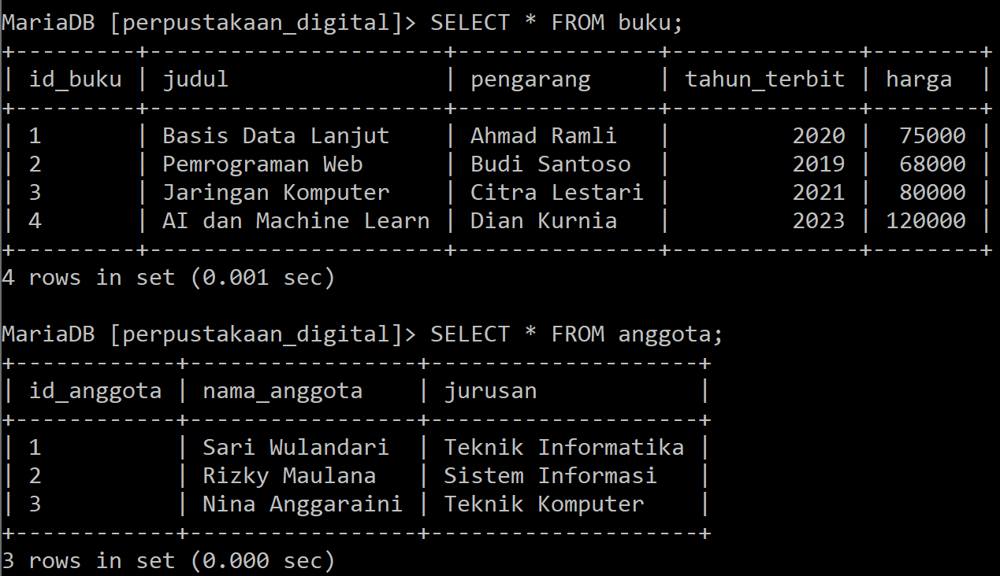 MariaDB [perpustakaan_digital]> SELECT * FROM buku;
+---------+----------------------+---------------+--------------+--------+
| id_buku | judul                | pengarang     | tahun_terbit | harga  |
+---------+----------------------+---------------+--------------+--------+
| 1       | Basis Data Lanjut    | Ahmad Ramli   |         2020 |  75000 |
| 2       | Pemrograman Web      | Budi Santoso  |         2019 |  68000 |
| 3       | Jaringan Komputer    | Citra Lestari |         2021 |  80000 |
| 4       | AI dan Machine Learn | Dian Kurnia   |         2023 | 120000 |
+---------+----------------------+---------------+--------------+--------+
4 rows in set (0.001 sec)

MariaDB [perpustakaan_digital]> SELECT * FROM anggota;
+------------+-----------------+--------------------+
| id_anggota | nama_anggota    | jurusan            |
+------------+-----------------+--------------------+
| 1          | Sari Wulandari  | Teknik Informatika |
| 2          | Rizky Maulana   | Sistem Informasi   |
| 3          | Nina Anggaraini | Teknik Komputer    |
+------------+-----------------+--------------------+
3 rows in set (0.000 sec)